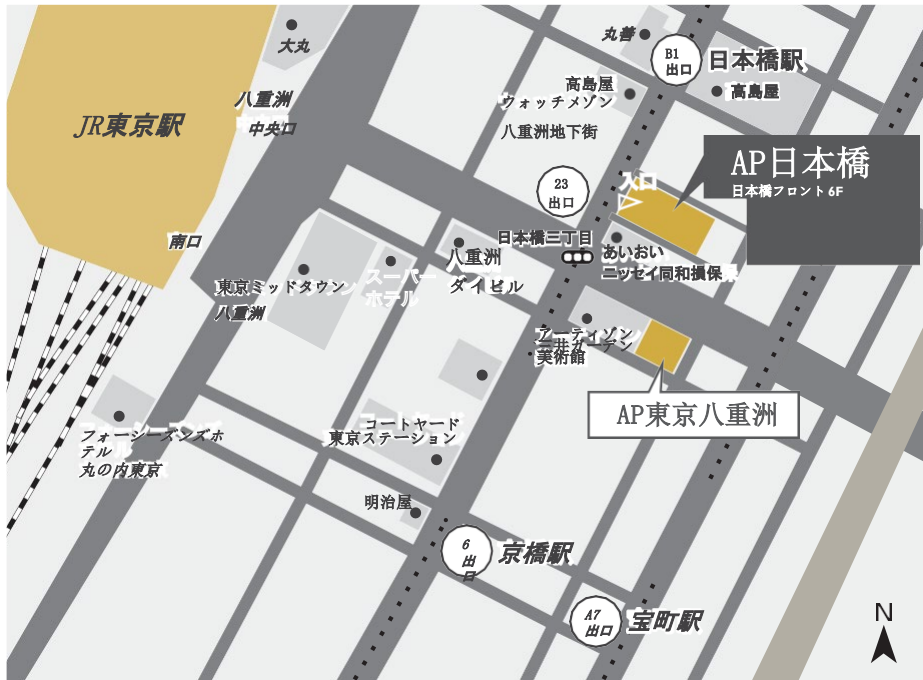 丸善
大丸
B1
出口
日本橋駅
高島屋
高島屋
ウォッチメゾン
八重洲
中央口
JR東京駅
八重洲地下街
AP日本橋
日本橋フロント 6F
23
出口
入口
南口
日本橋三丁目
あいおい
ニッセイ同和損保
八重洲
ダイビル
スーパー
ホテル
東京ミッドタウン
八重洲
アーティゾン
三井ガーデン
美術館
AP東京八重洲
コートヤード
東京ステーション
フォーシーズンズホ
テル
丸の内東京
明治屋
6
出
口
京橋駅
A7
出口
宝町駅
N